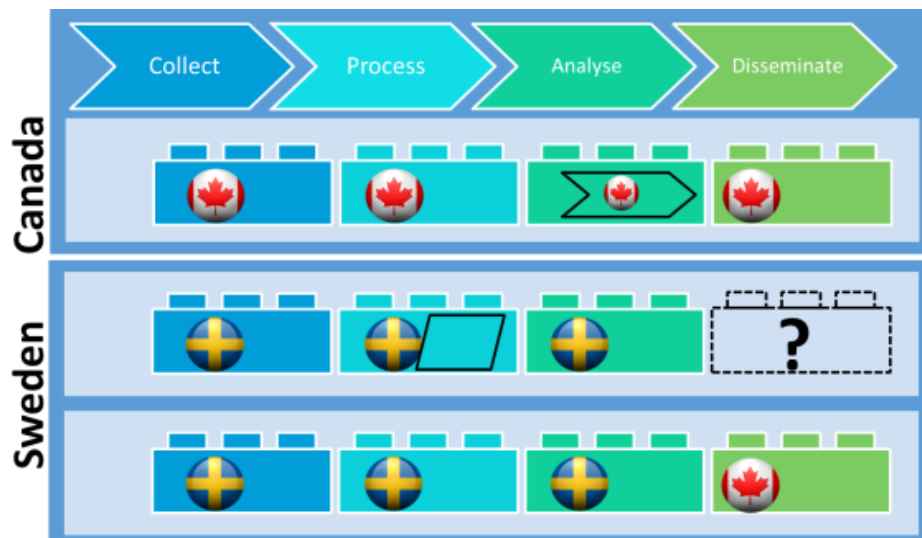 Collect
Process
Analyse
Disseminate
Canada
Sweden
?